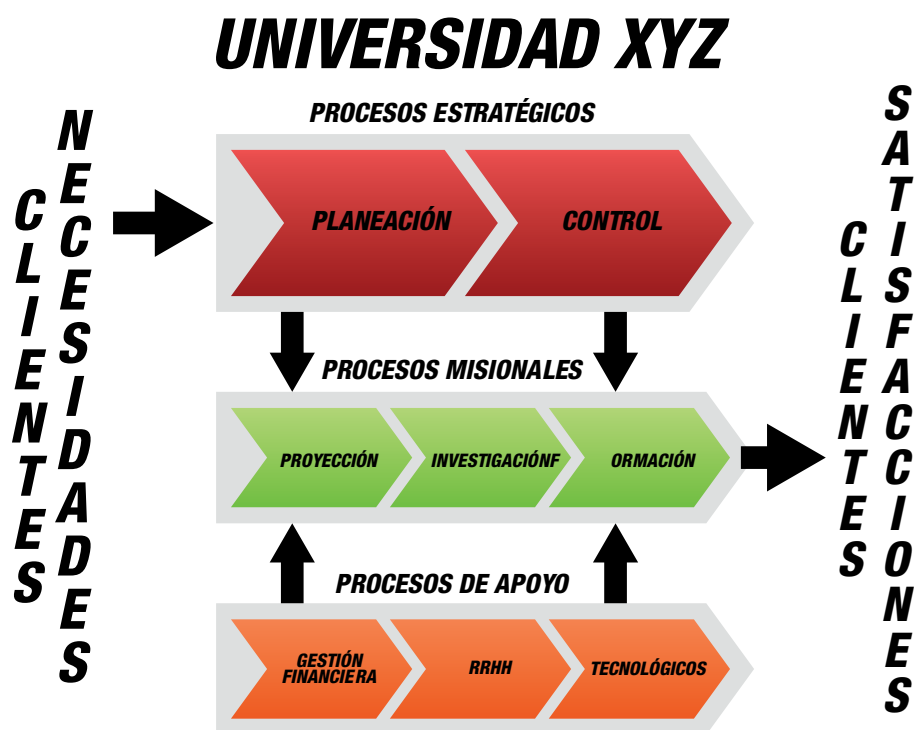 UNIVERSIDAD XYZ
CLIENTES
NECESIDADES
PROCESOS ESTRATÉGICOS
PLANEACIÓN
CONTROL
PROCESOS MISIONALES
PROYECCIÓN
INVESTIGACIÓNF
ORMACIÓN
PROCESOS DE APOYO
GESTIÓN
FINANCIERA
RRHH
TECNOLÓGICOS
CLIENTES
SATISFACCIONES